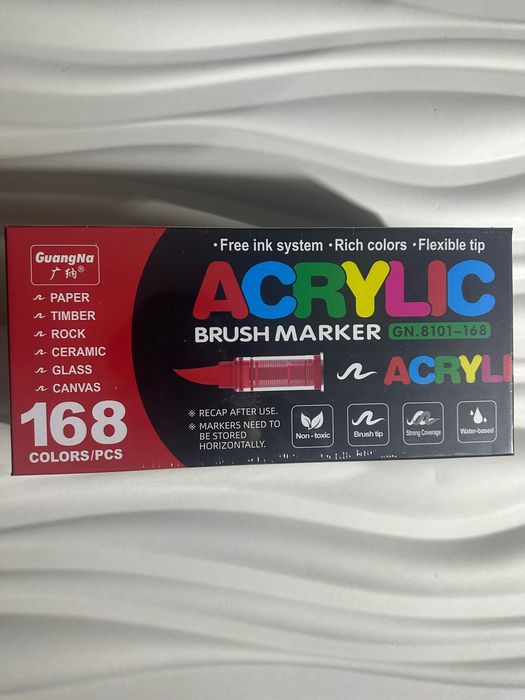 GuangNa
广纳®
PAPER
TIMBER
ROCK
CERAMIC
GLASS
CANVAS
168
COLORS/PCS
·Free ink system ·Rich colors ·Flexible tip
ACRYLIC
BRUSH MARKER GN.8101-168
ACRYLI
※ RECAP AFTER USE.
※ MARKERS NEED TO
BE STORED
HORIZONTALLY.
Non-toxic
Brush tip
Strong Coverage
Water-based